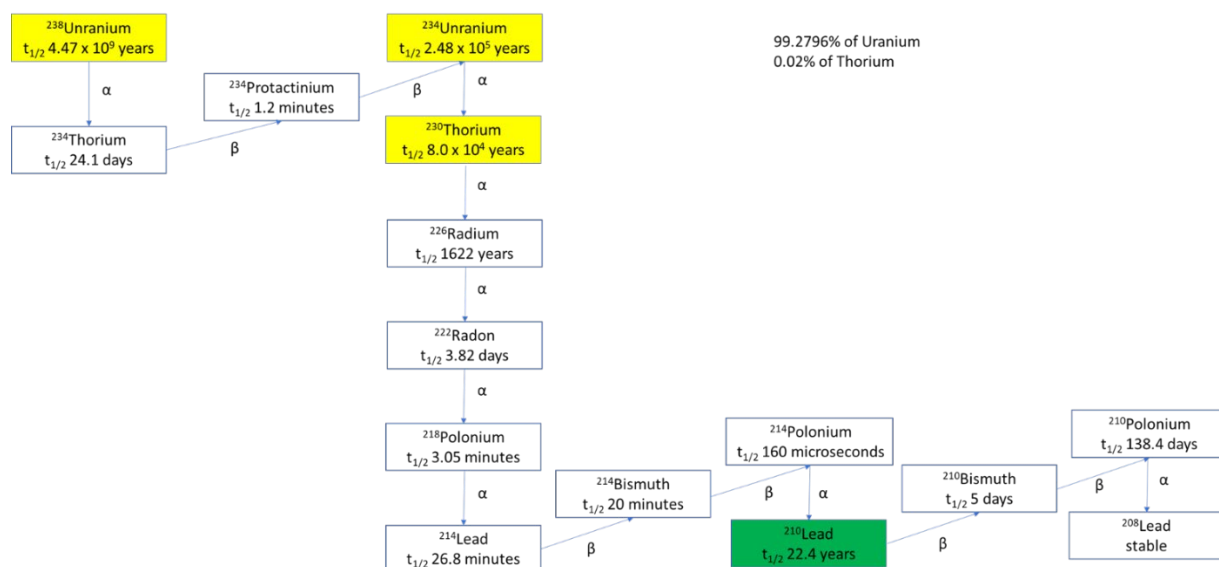 ²³⁸Unranium
t₁/₂ 4.47 x 10⁹ years
²³⁴Unranium
t₁/₂ 2.48 x 10⁵ years
99.2796% of Uranium
0.02% of Thorium
α
²³⁴Protactinium
t₁/₂ 1.2 minutes
β
α
²³⁴Thorium
t₁/₂ 24.1 days
β
²³⁰Thorium
t₁/₂ 8.0 x 10⁴ years
α
²²⁶Radium
t₁/₂ 1622 years
α
²²²Radon
t₁/₂ 3.82 days
α
²¹⁸Polonium
t₁/₂ 3.05 minutes
α
²¹⁴Lead
t₁/₂ 26.8 minutes
β
²¹⁴Bismuth
t₁/₂ 20 minutes
β
²¹⁴Polonium
t₁/₂ 160 microseconds
α
²¹⁰Lead
t₁/₂ 22.4 years
β
²¹⁰Bismuth
t₁/₂ 5 days
β
²¹⁰Polonium
t₁/₂ 138.4 days
α
²⁰⁸Lead
stable